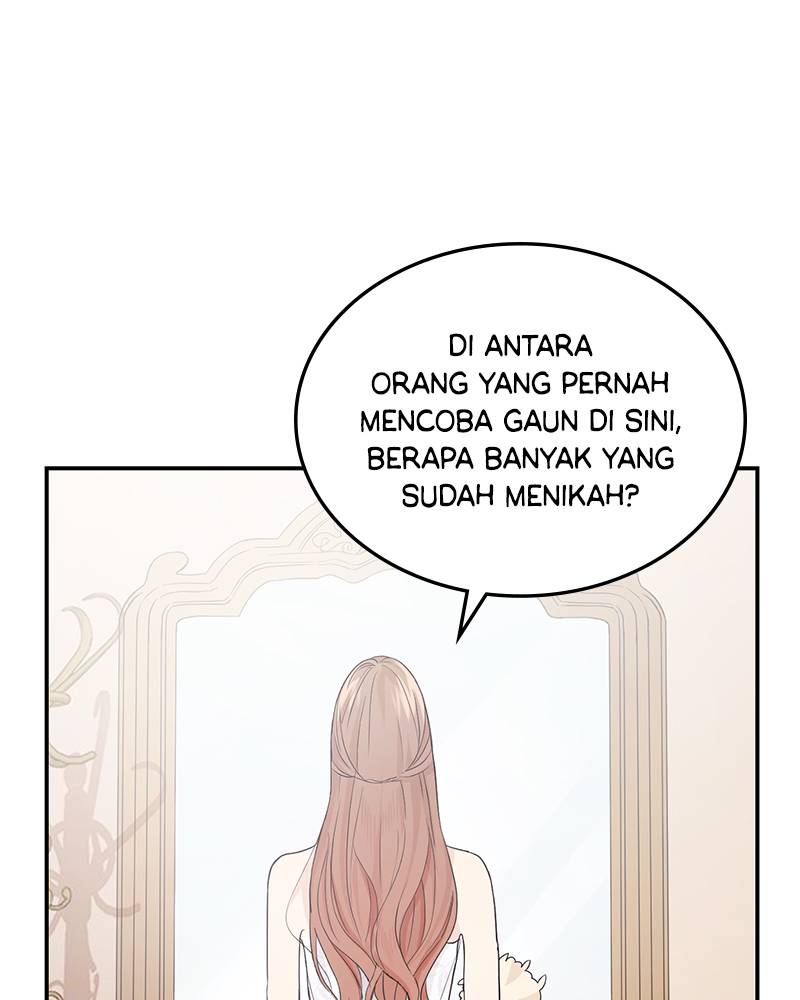 DI ANTARA
ORANG YANG PERNAH
MENCOBA GAUN DI SINI,
BERAPA BANYAK YANG
SUDAH MENIKAH?